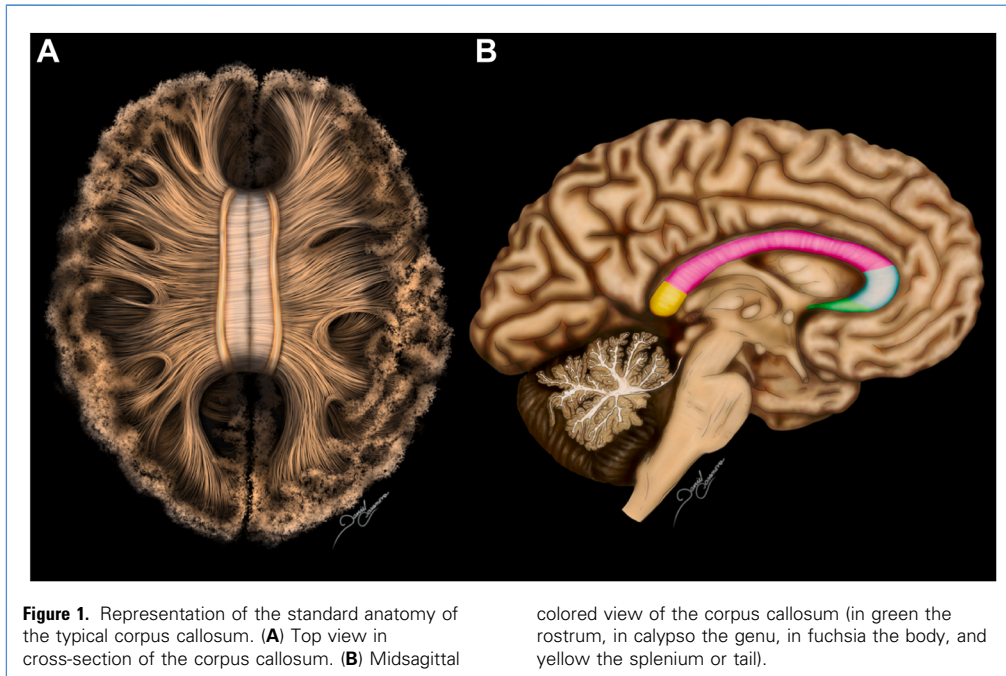 A
B
Figure 1. Representation of the standard anatomy of
the typical corpus callosum. (A) Top view in
cross-section of the corpus callosum. (B) Midsagittal
colored view of the corpus callosum (in green the
rostrum, in calypso the genu, in fuchsia the body, and
yellow the splenium or tail).